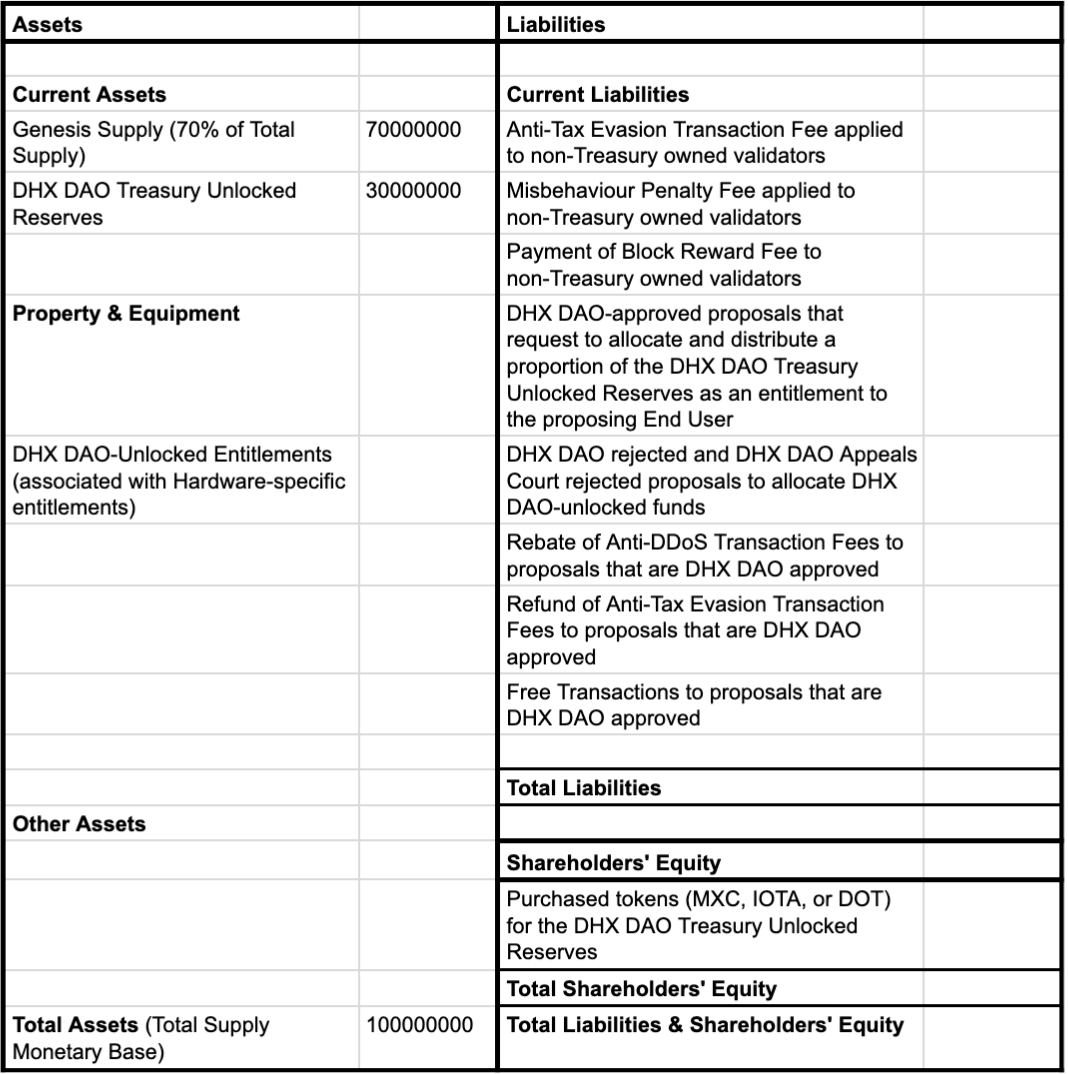 Assets
Liabilities
Current Assets
Current Liabilities
Genesis Supply (70% of Total
Supply)
70000000
Anti-Tax Evasion Transaction Fee applied
to non-Treasury owned validators
DHX DAO Treasury Unlocked
Reserves
30000000
Misbehaviour Penalty Fee applied to
non-Treasury owned validators
Payment of Block Reward Fee to
non-Treasury owned validators
Property & Equipment
DHX DAO-approved proposals that
request to allocate and distribute a
proportion of the DHX DAO Treasury
Unlocked Reserves as an entitlement to
the proposing End User
DHX DAO-Unlocked Entitlements
(associated with Hardware-specific
entitlements)
DHX DAO rejected and DHX DAO Appeals
Court rejected proposals to allocate DHX
DAO-unlocked funds
Rebate of Anti-DDoS Transaction Fees to
proposals that are DHX DAO approved
Refund of Anti-Tax Evasion Transaction
Fees to proposals that are DHX DAO
approved
Free Transactions to proposals that are
DHX DAO approved
Total Liabilities
Other Assets
Shareholders' Equity
Purchased tokens (MXC, IOTA, or DOT)
for the DHX DAO Treasury Unlocked
Reserves
Total Shareholders' Equity
Total Assets (Total Supply
Monetary Base)
100000000
Total Liabilities & Shareholders' Equity